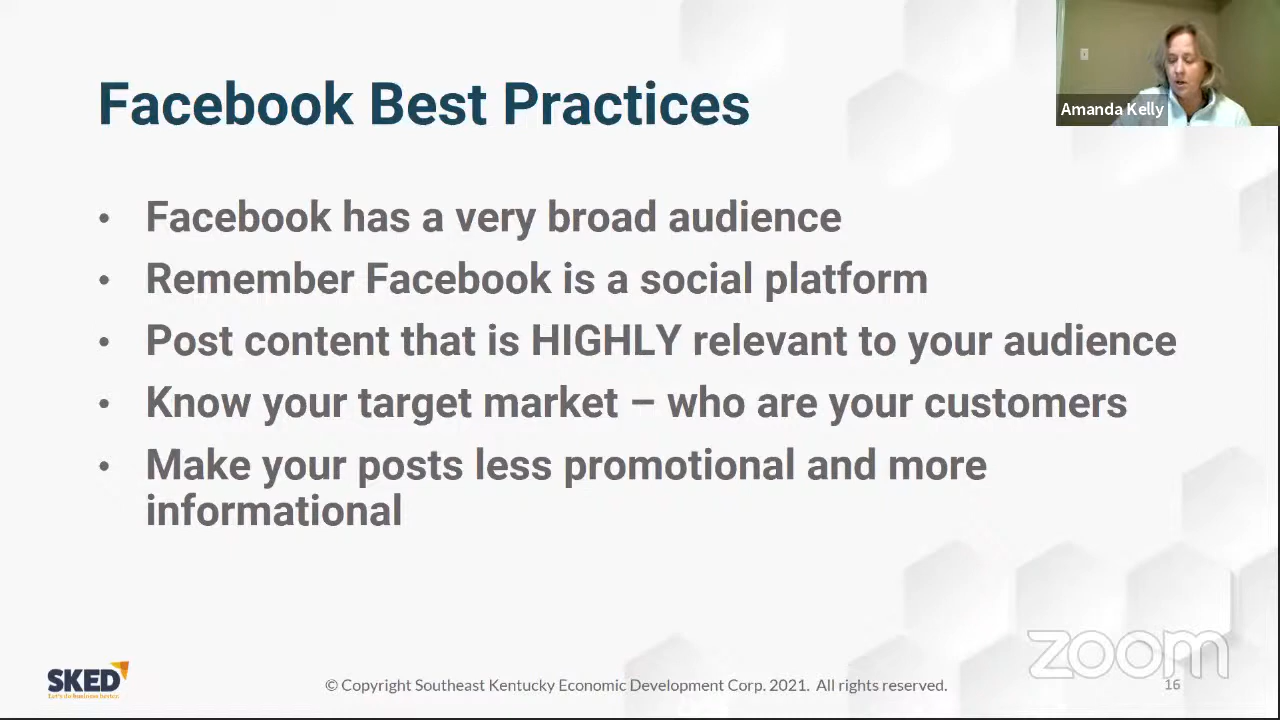 Facebook Best Practices
Amanda Kelly
• Facebook has a very broad audience
• Remember Facebook is a social platform
• Post content that is HIGHLY relevant to your audience
• Know your target market – who are your customers
• Make your posts less promotional and more
informational
zoom
SKED
Let's do business better.
© Copyright Southeast Kentucky Economic Development Corp. 2021. All rights reserved.
16